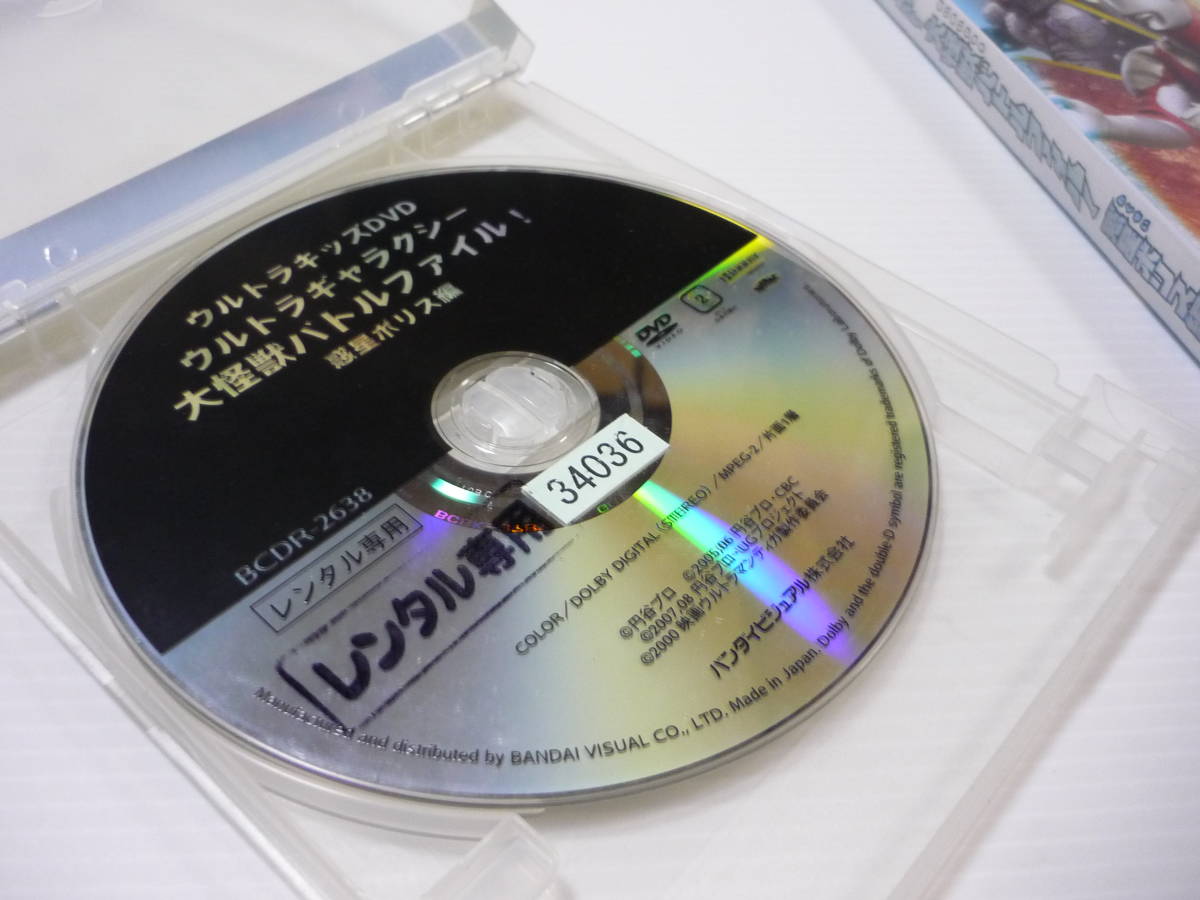 ウルトラキッズDVD
ウルトラギャラクシー
大怪獣バトルファイル!
惑星ボリス編
BCDR-2638
レンタル専用
レンタル専用
34036
DVD
VIDEO
2
COLOR/DOLBY DIGITAL (STEREO)/MPEG-2/片面1層
©円谷プロ ©2005,06 円谷プロ・CBC
©2007,08 円谷プロ・UGプロジェクト
©2000 映画ウルトラマンティガ製作委員会
バンダイビジュアル株式会社
Manufactured and distributed by BANDAI VISUAL CO., LTD. Made in Japan. Dolby and the double-D symbol are registered trademarks of Dolby Laboratories.